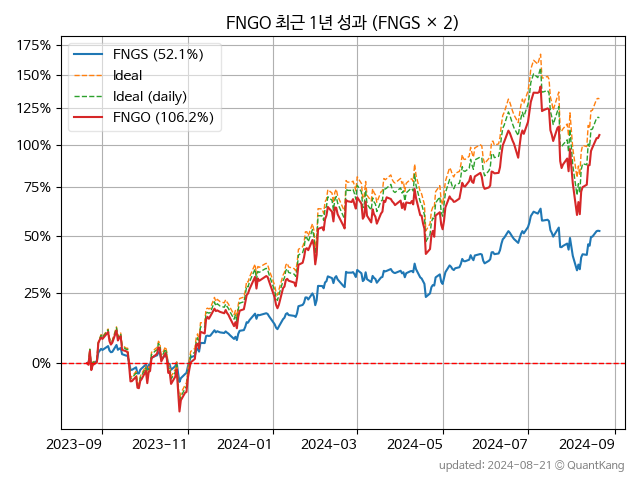 FNGO 최근 1년 성과 (FNGS × 2)
175%
150%
125%
100%
75%
50%
25%
0%
FNGS (52.1%)
Ideal
Ideal (daily)
FNGO (106.2%)
2023-09
2023-11
2024-01
2024-03
2024-05
2024-07
2024-09
updated: 2024-08-21 © QuantKang